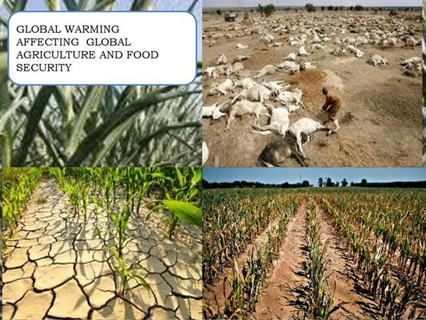 GLOBAL WARMING
AFFECTING GLOBAL
AGRICULTURE AND FOOD
SECURITY